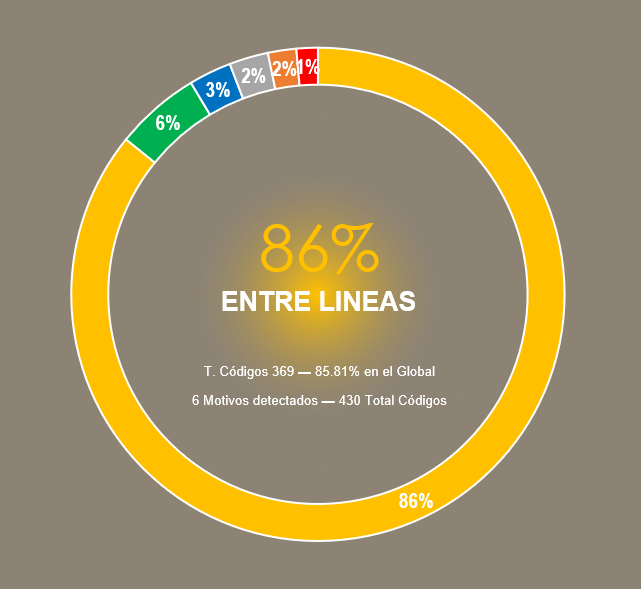 1%
2%
2%
3%
6%
86%
ENTRE LINEAS
T. Códigos 369 — 85.81% en el Global
6 Motivos detectados — 430 Total Códigos
86%